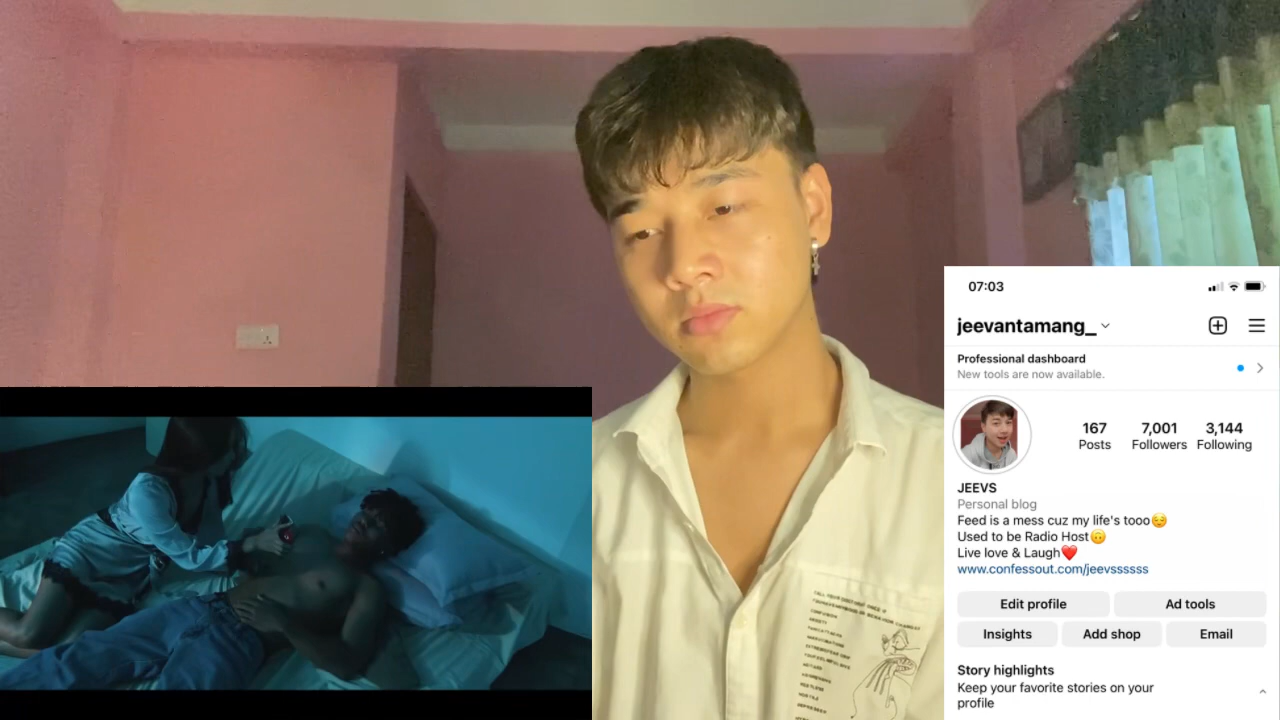 07:03
jeevantamang_
Professional dashboard
New tools are now available.
167 7,001 3,144
Posts Followers Following
JEEVS
Personal blog
Feed is a mess cuz my life's tooo😌
Used to be Radio Host🙃
Live love & Laugh❤️
www.confessout.com/jeevssssss
Edit profile Ad tools
Insights Add shop Email
Story highlights
Keep your favorite stories on your
profile